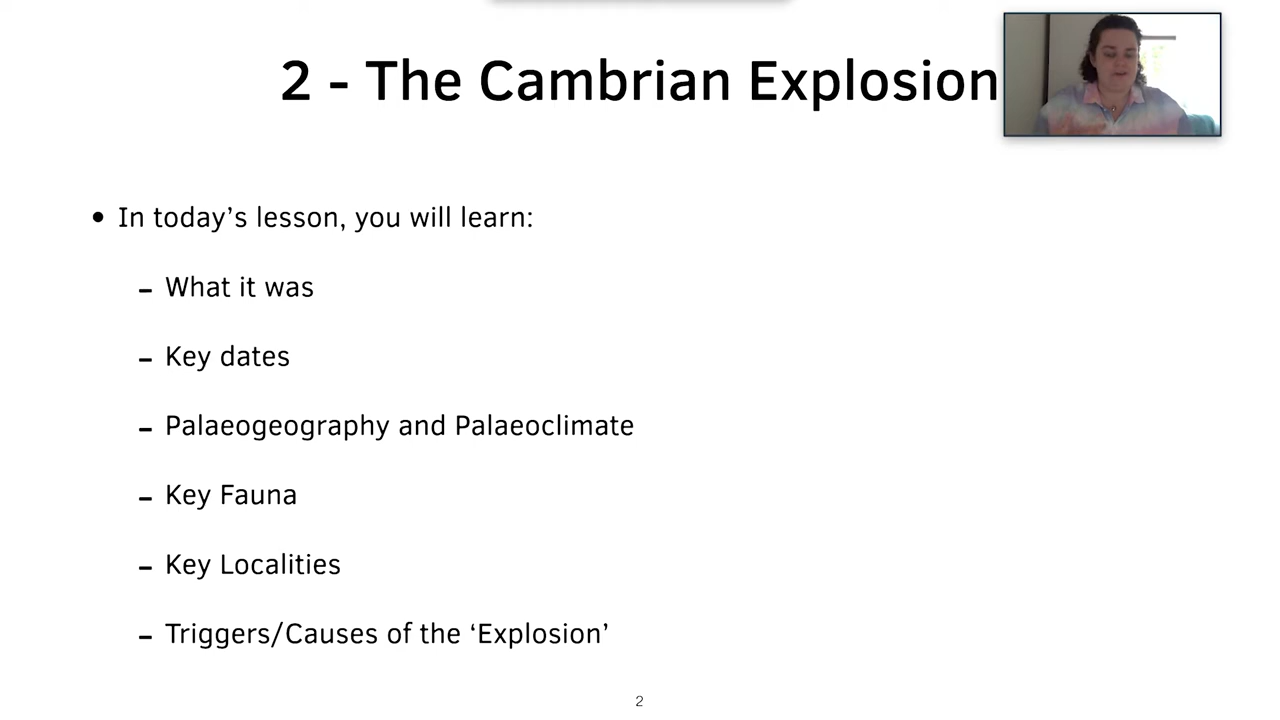 2 - The Cambrian Explosion
• In today’s lesson, you will learn:
– What it was
– Key dates
– Palaeogeography and Palaeoclimate
– Key Fauna
– Key Localities
– Triggers/Causes of the ‘Explosion’
2